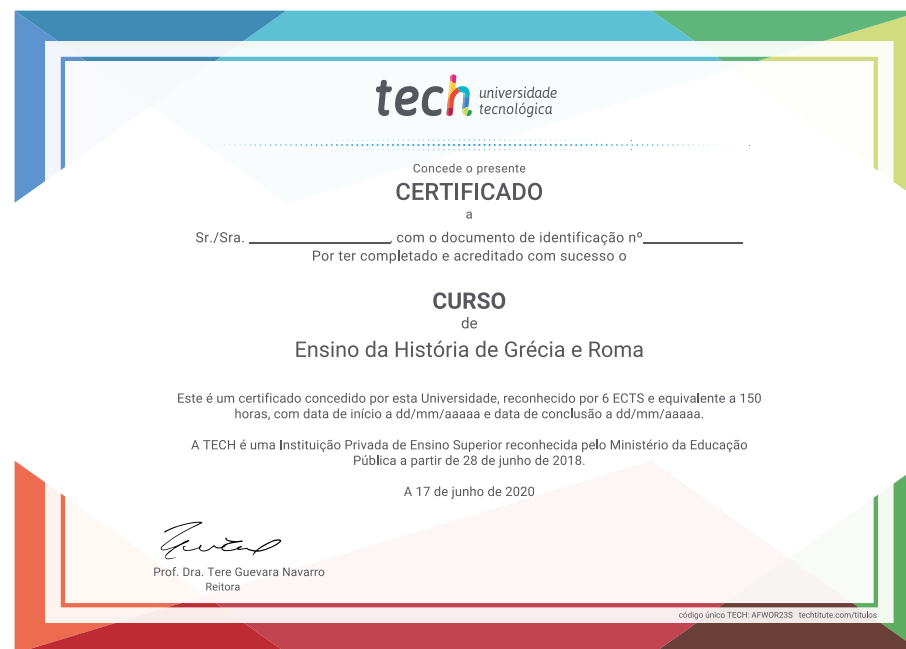 tech universidade
tecnológica
Concede o presente
CERTIFICADO
a
Sr./Sra. , com o documento de identificação nº
Por ter completado e acreditado com sucesso o
CURSO
de
Ensino da História de Grécia e Roma
Este é um certificado concedido por esta Universidade, reconhecido por 6 ECTS e equivalente a 150
horas, com data de início a dd/mm/aaaaa e data de conclusão a dd/mm/aaaaa.
A TECH é uma Instituição Privada de Ensino Superior reconhecida pelo Ministério da Educação
Pública a partir de 28 de junho de 2018.
A 17 de junho de 2020
Prof. Dra. Tere Guevara Navarro
Reitora
código único TECH: AFWOR23S techtitute.com/titulos